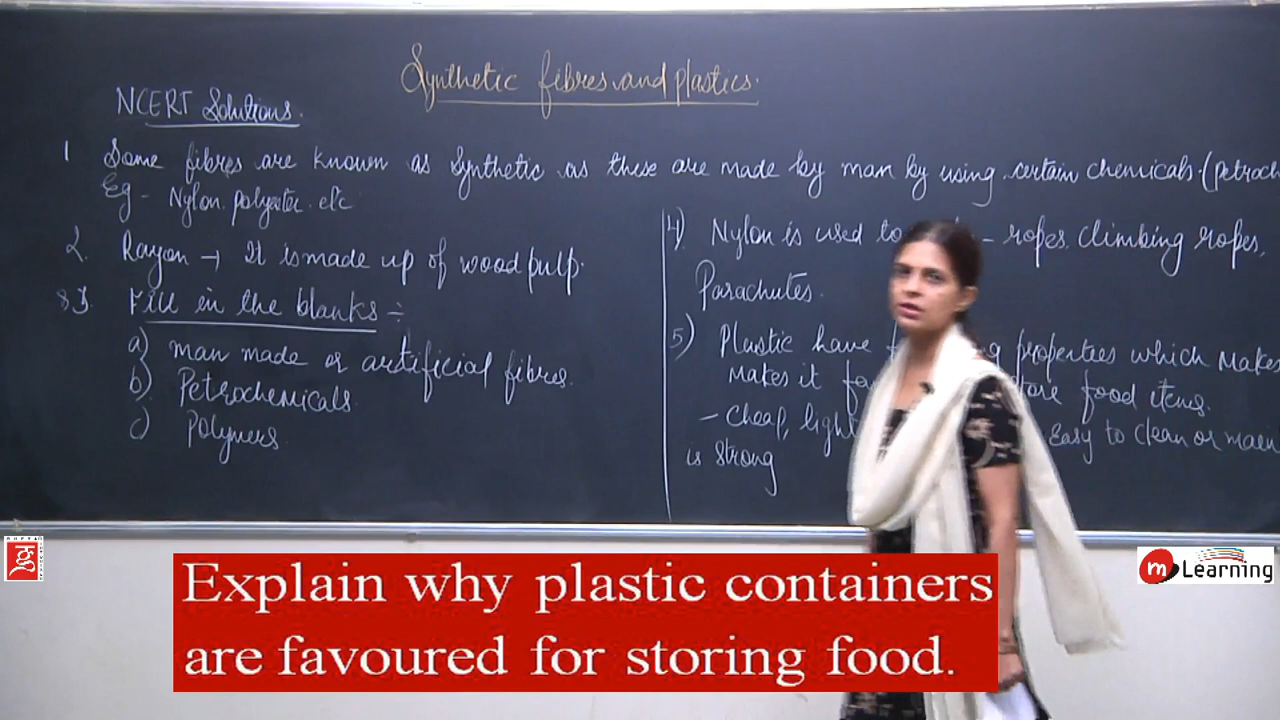 Synthetic fibres and plastics.
NCERT Solutions.
1 Some fibres are known as Synthetic as these are made by man by using certain chemicals. (Petroch
Eg - Nylon, polyester etc
2. Rayon → It is made up of wood pulp.
Fill in the blanks ÷
a) man made or artificial fibres.
b) Petrochemicals.
c) Polymers
4) Nylon is used to - ropes, climbing ropes,
Parachutes.
5) Plastic have properties which makes
makes it food items.
- Cheap, light Easy to clean or main
is strong
Explain why plastic containers
are favoured for storing food.
m Learning